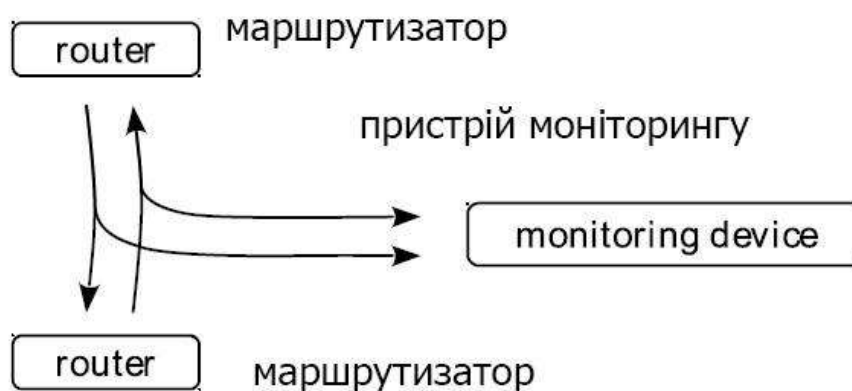 router
маршрутизатор
пристрій моніторингу
monitoring device
router
маршрутизатор